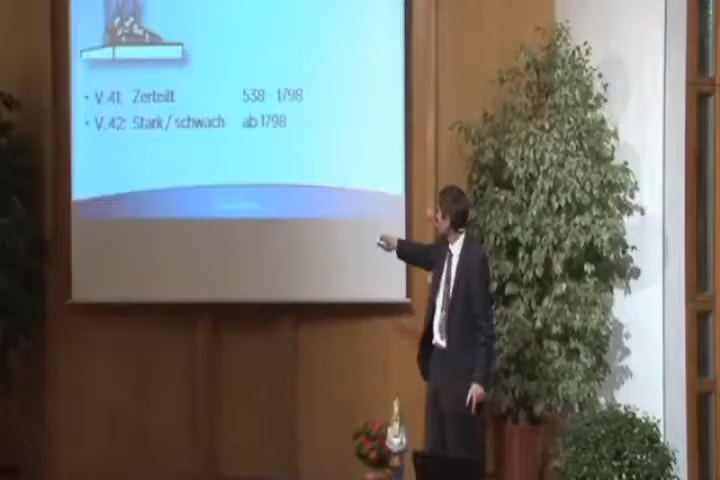 • V. 41: Zerteilt 538 - 1798
• V. 42: Stark / schwach ab 1798